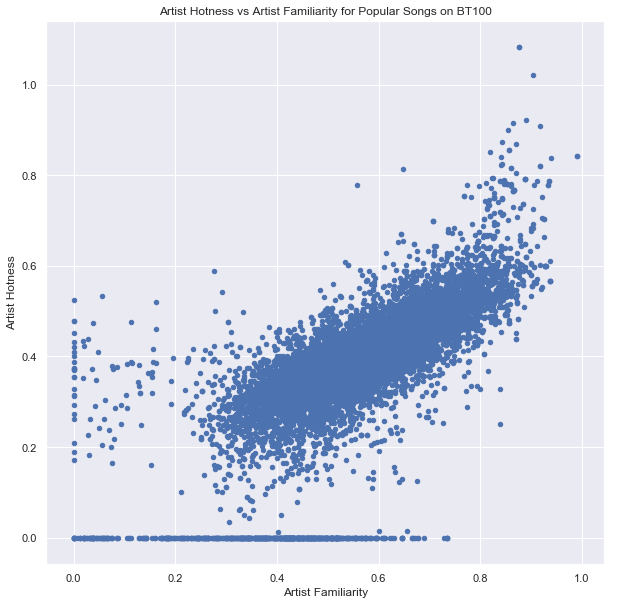 Artist Hotness vs Artist Familiarity for Popular Songs on BT100
1.0
0.8
0.6
0.4
0.2
0.0
Artist Hotness
0.0 0.2 0.4 0.6 0.8 1.0
Artist Familiarity